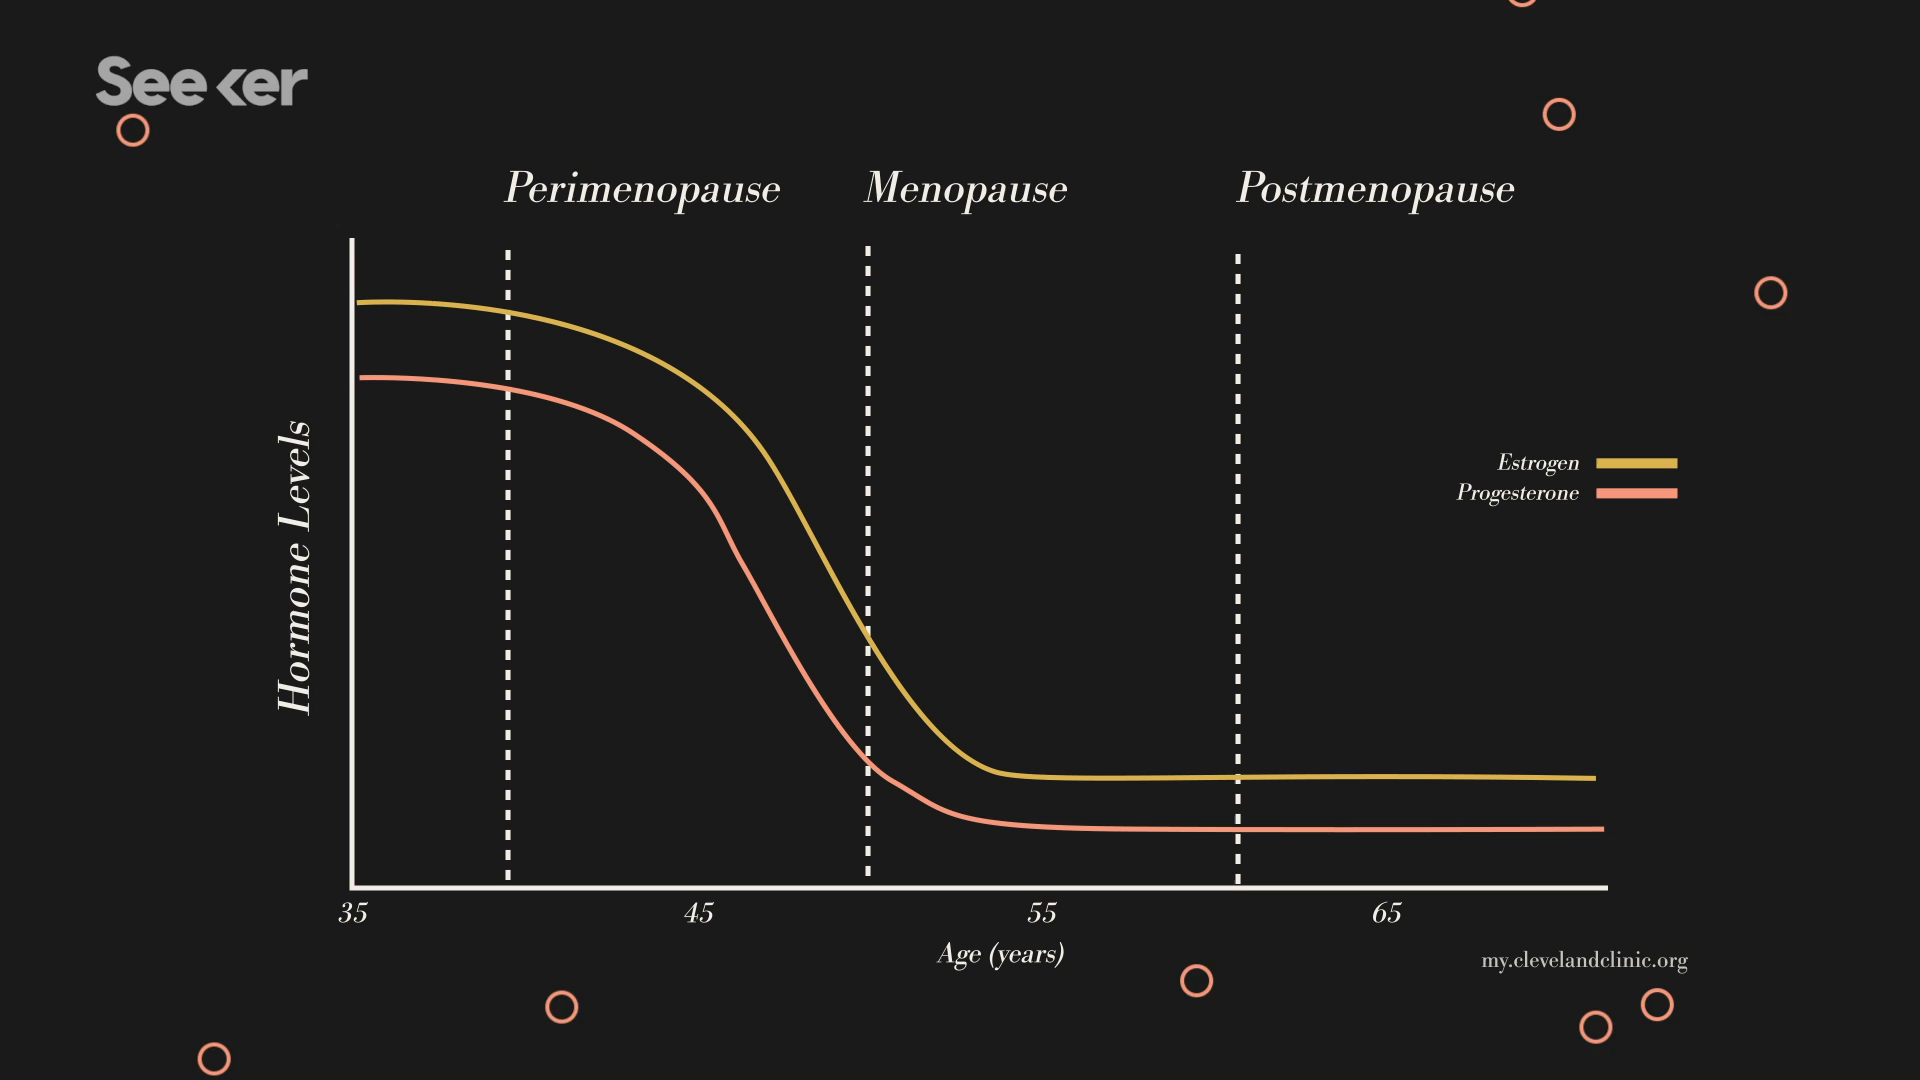 Seeker
Perimenopause
Menopause
Postmenopause
Hormone Levels
Estrogen
Progesterone
35
45
55
65
Age (years)
my.clevelandclinic.org